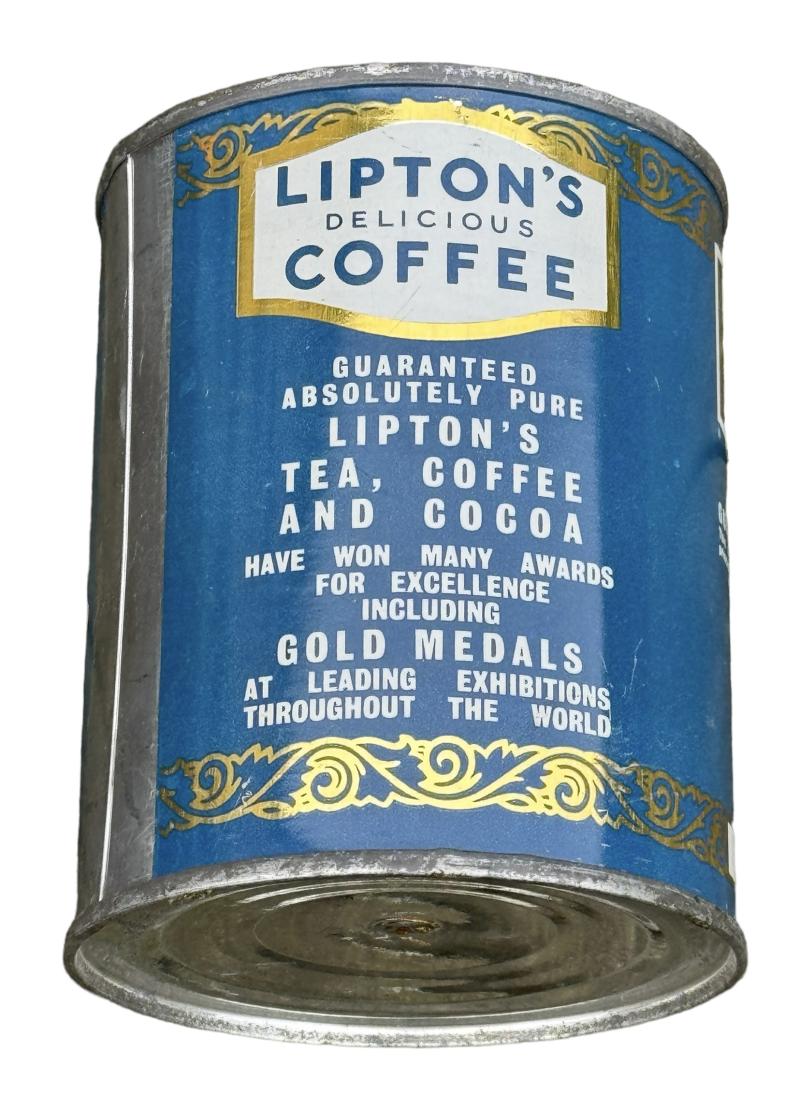 LIPTON'S
DELICIOUS
COFFEE
GUARANTEED
ABSOLUTELY PURE
LIPTON'S
TEA, COFFEE
AND COCOA
HAVE WON MANY AWARDS
FOR EXCELLENCE
INCLUDING
GOLD MEDALS
AT LEADING EXHIBITIONS
THROUGHOUT THE WORLD